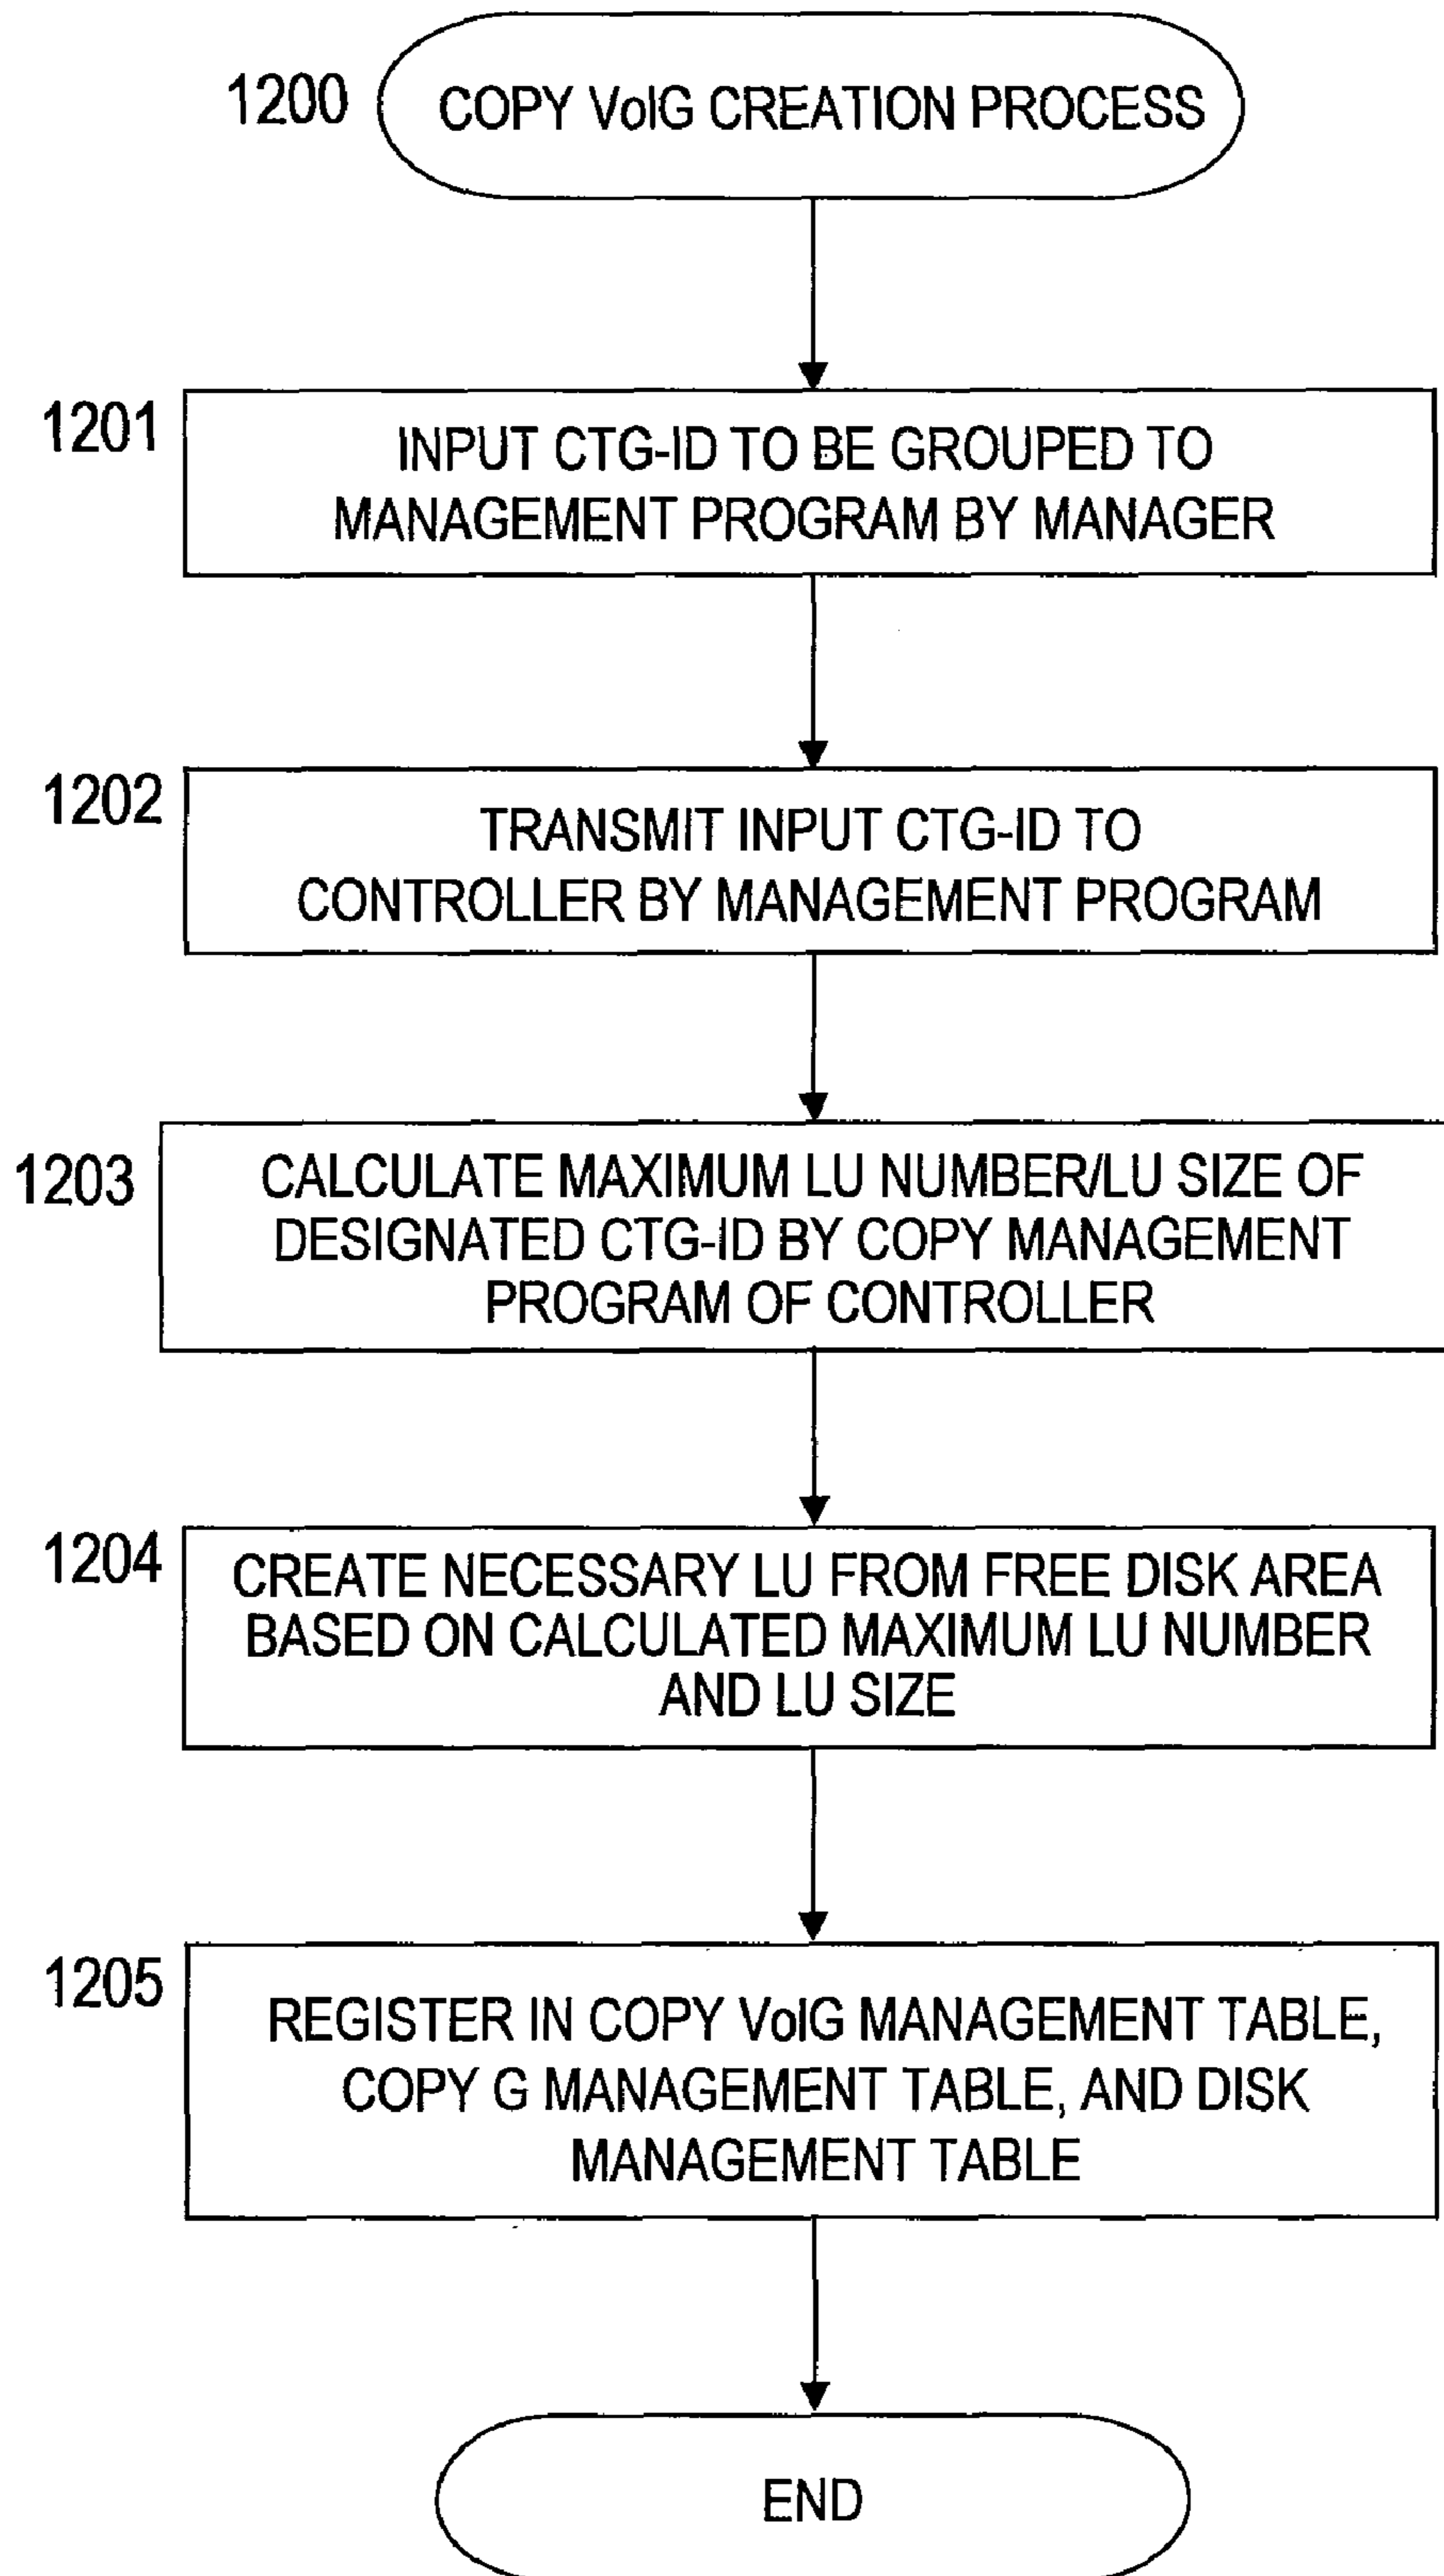 1200
COPY VolG CREATION PROCESS
1201
INPUT CTG-ID TO BE GROUPED TO
MANAGEMENT PROGRAM BY MANAGER
1202
TRANSMIT INPUT CTG-ID TO
CONTROLLER BY MANAGEMENT PROGRAM
1203
CALCULATE MAXIMUM LU NUMBER/LU SIZE OF
DESIGNATED CTG-ID BY COPY MANAGEMENT
PROGRAM OF CONTROLLER
1204
CREATE NECESSARY LU FROM FREE DISK AREA
BASED ON CALCULATED MAXIMUM LU NUMBER
AND LU SIZE
1205
REGISTER IN COPY VolG MANAGEMENT TABLE,
COPY G MANAGEMENT TABLE, AND DISK
MANAGEMENT TABLE
END